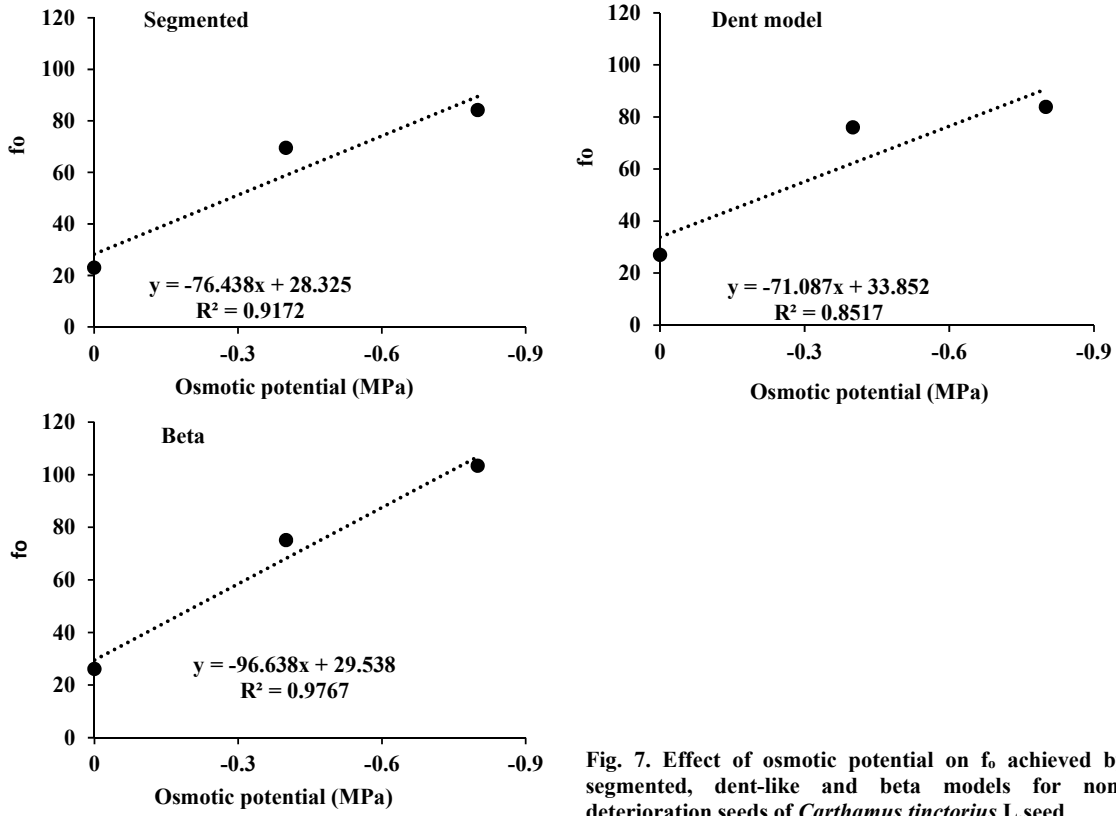 Segmented
120
100
80
60
40
20
0
fo
y = -76.438x + 28.325
R² = 0.9172
0 -0.3 -0.6 -0.9
Osmotic potential (MPa)
Dent model
120
100
80
60
40
20
0
fo
y = -71.087x + 33.852
R² = 0.8517
0 -0.3 -0.6 -0.9
Osmotic potential (MPa)
Beta
120
100
80
60
40
20
0
fo
y = -96.638x + 29.538
R² = 0.9767
0 -0.3 -0.6 -0.9
Osmotic potential (MPa)
Fig. 7. Effect of osmotic potential on fₒ achieved b
segmented, dent-like and beta models for non
deterioration seeds of Carthamus tinctorius L seed